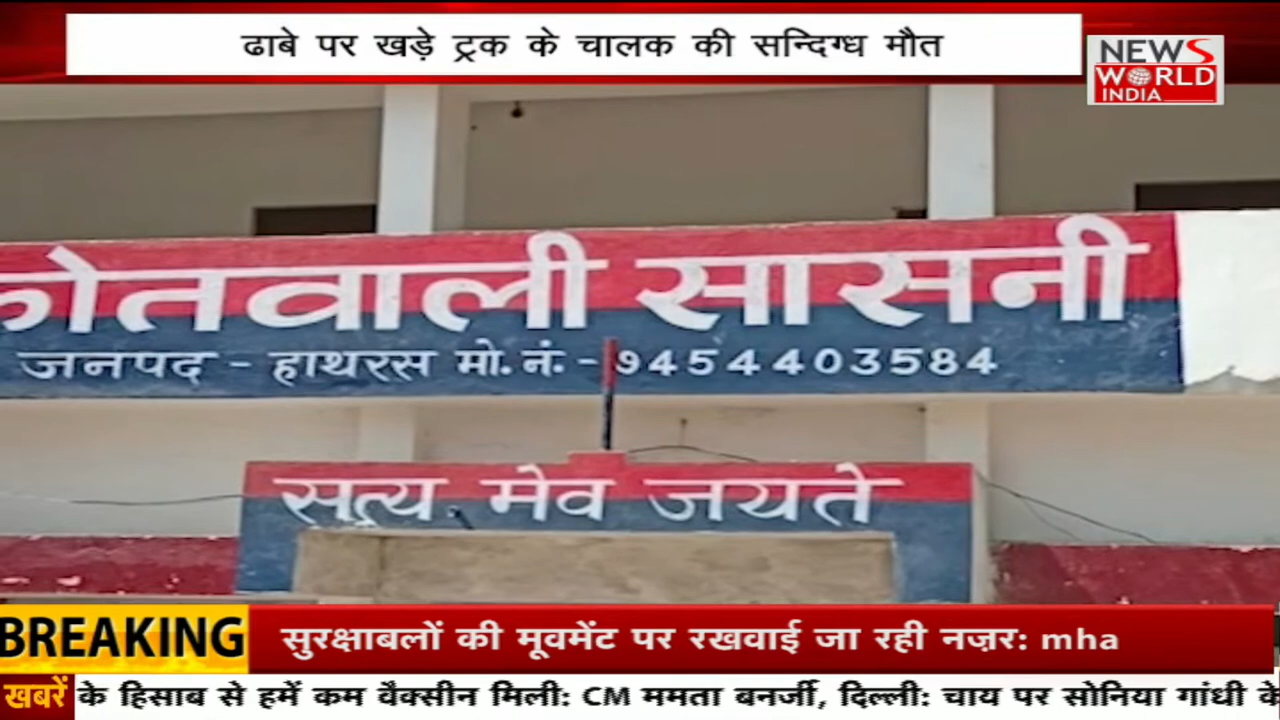 ढाबे पर खड़े ट्रक के चालक की सन्दिग्ध मौत
NEWS
WORLD
INDIA
कोतवाली सासनी
जनपद - हाथरस मो. नं. - 9454403584
सत्य मेव जयते
BREAKING
सुरक्षाबलों की मूवमेंट पर रखवाई जा रही नज़र: mha
खबरें
के हिसाब से हमें कम वैक्सीन मिली: CM ममता बनर्जी, दिल्ली: चाय पर सोनिया गांधी के